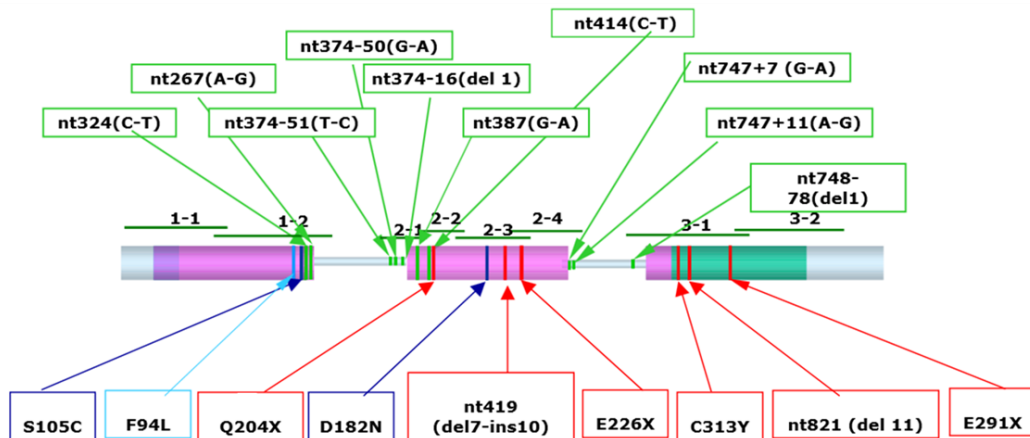 nt414(C-T)
nt374-50(G-A)
nt747+7 (G-A)
nt267(A-G)
nt374-16(del 1)
nt324(C-T)
nt374-51(T-C)
nt387(G-A)
nt747+11(A-G)
nt748-
78(del1)
1-1
1-2
2-1
2-2
2-3
2-4
3-1
3-2
S105C
F94L
Q204X
D182N
nt419
(del7-ins10)
E226X
C313Y
nt821 (del 11)
E291X